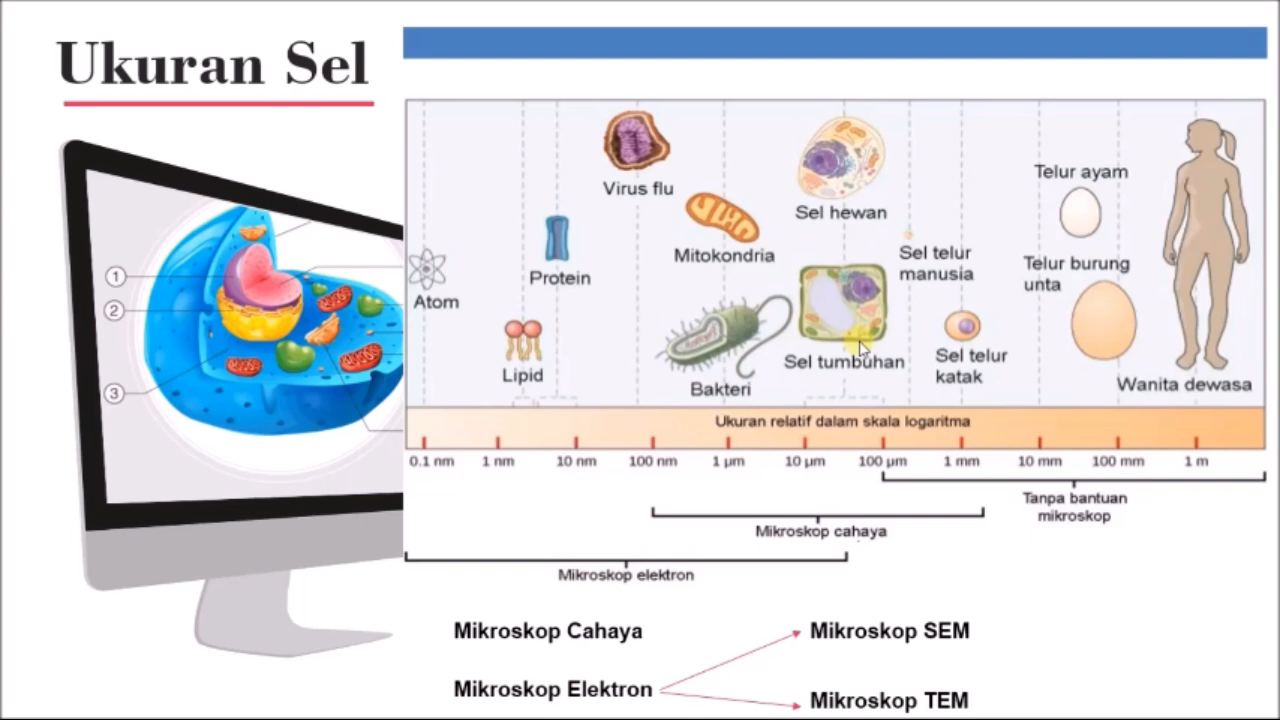 Ukuran Sel
1
2
3
Virus flu
Sel hewan
Telur ayam
Mitokondria
Sel telur
manusia
Telur burung
unta
Protein
Atom
Lipid
Bakteri
Sel tumbuhan
Sel telur
katak
Wanita dewasa
Ukuran relatif dalam skala logaritma
0.1 nm 1 nm 10 nm 100 nm 1 µm 10 µm 100 µm 1 mm 10 mm 100 mm 1 m
Tanpa bantuan
mikroskop
Mikroskop cahaya
Mikroskop elektron
Mikroskop Cahaya
Mikroskop SEM
Mikroskop Elektron
Mikroskop TEM